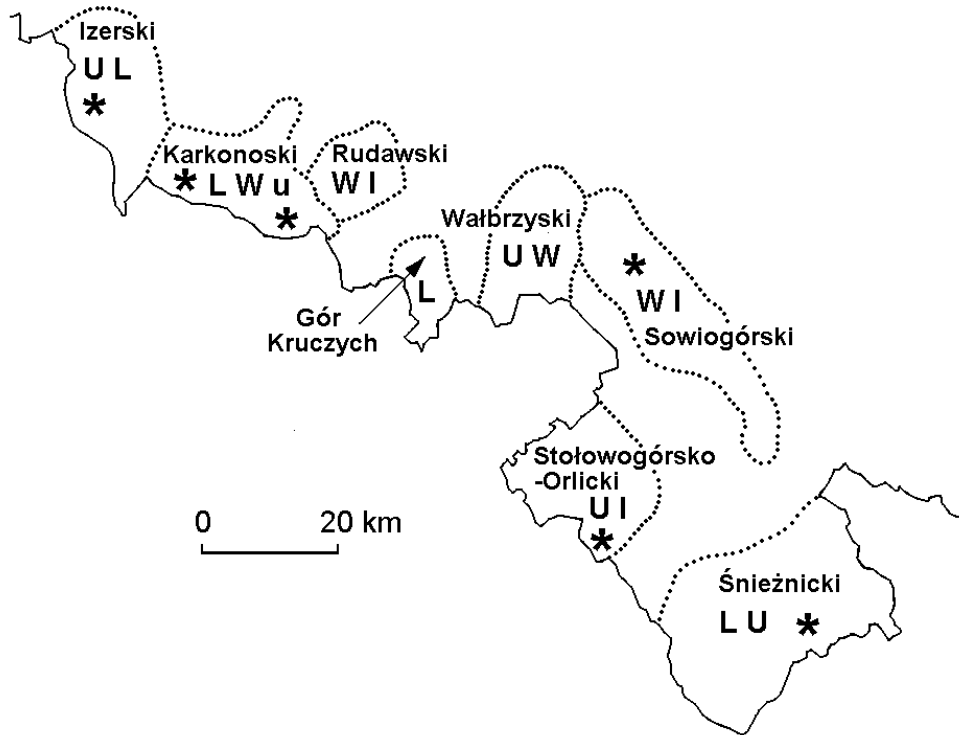 Izerski
U L
*
Karkonoski
* L W u
*
Rudawski
W I
Wałbrzyski
U W
L
Gór
Kruczych
*
W I
Sowiogórski
Stołowogórsko
-Orlicki
U I
*
0 20 km
Śnieżnicki
L U *